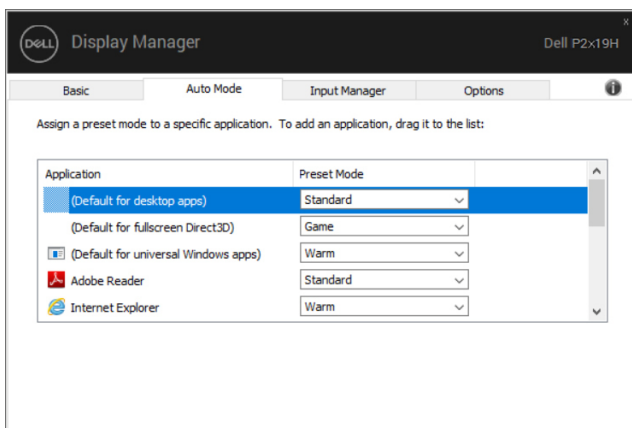 x
DELL Display Manager Dell P2x19H
Basic Auto Mode Input Manager Options
Assign a preset mode to a specific application. To add an application, drag it to the list:
Application Preset Mode
(Default for desktop apps) Standard
(Default for fullscreen Direct3D) Game
(Default for universal Windows apps) Warm
Adobe Reader Standard
Internet Explorer Warm